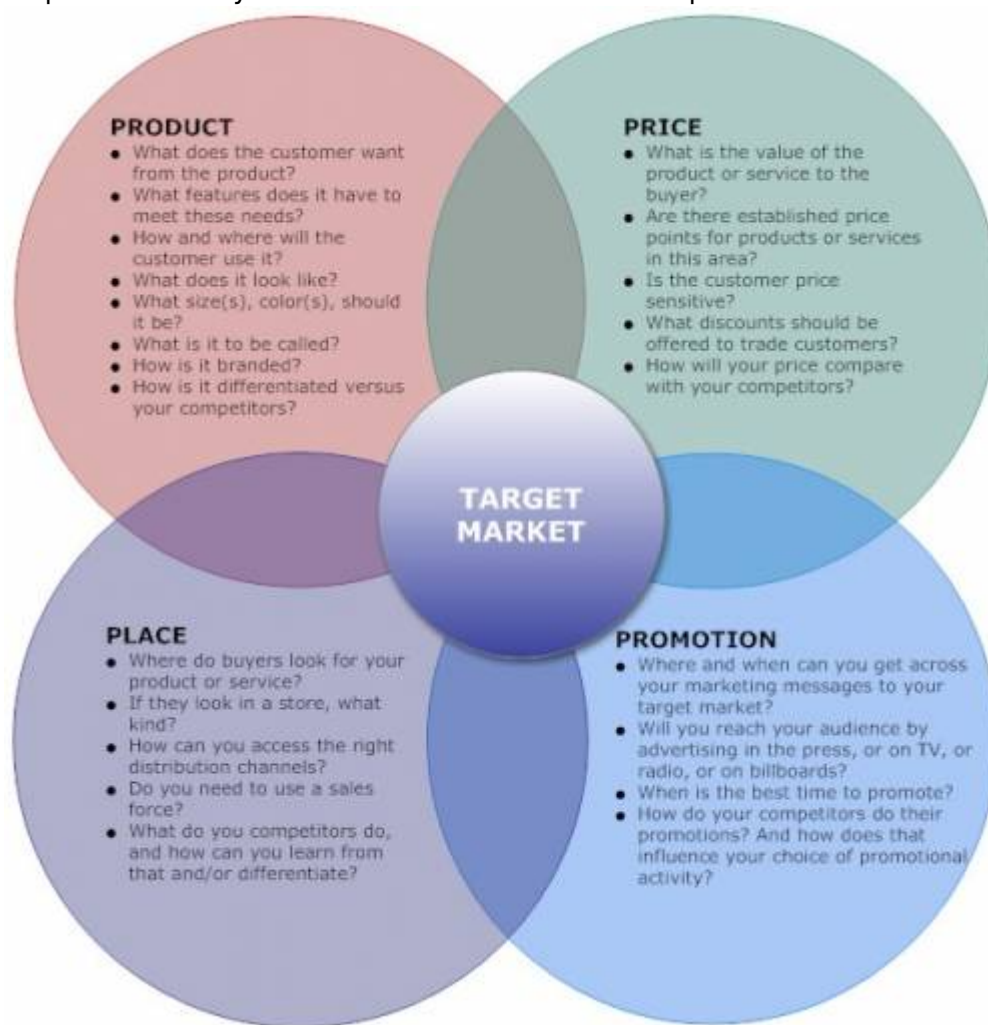 PRODUCT
● What does the customer want
from the product?
● What features does it have to
meet these needs?
● How and where will the
customer use it?
● What does it look like?
● What size(s), color(s), should
it be?
● What is it to be called?
● How is it branded?
● How is it differentiated versus
your competitors?
PRICE
● What is the value of the
product or service to the
buyer?
● Are there established price
points for products or services
in this area?
● Is the customer price
sensitive?
● What discounts should be
offered to trade customers?
● How will your price compare
with your competitors?
TARGET
MARKET
PLACE
● Where do buyers look for your
product or service?
● If they look in a store, what
kind?
● How can you access the right
distribution channels?
● Do you need to use a sales
force?
● What do you competitors do,
and how can you learn from
that and/or differentiate?
PROMOTION
● Where and when can you get across
your marketing messages to your
target market?
● Will you reach your audience by
advertising in the press, or on TV, or
radio, or on billboards?
● When is the best time to promote?
● How do your competitors do their
promotions? And how does that
influence your choice of promotional
activity?